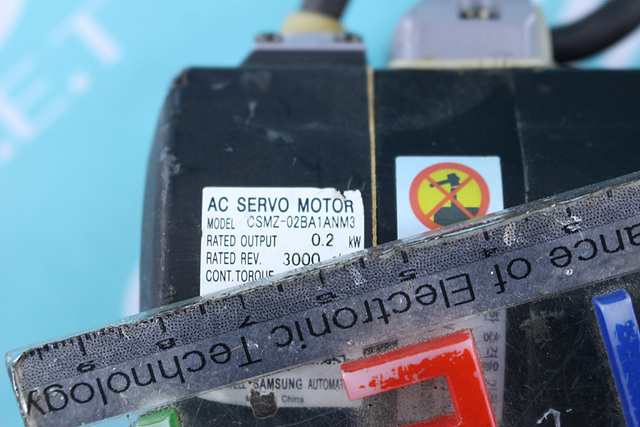 AC SERVO MOTOR
MODEL CSMZ-02BA1ANM3
RATED OUTPUT 0.2 kW
RATED REV. 3000
CONT.TORQUE
ance of Electronic Technology
SAMSUNG AUTOMAT
China